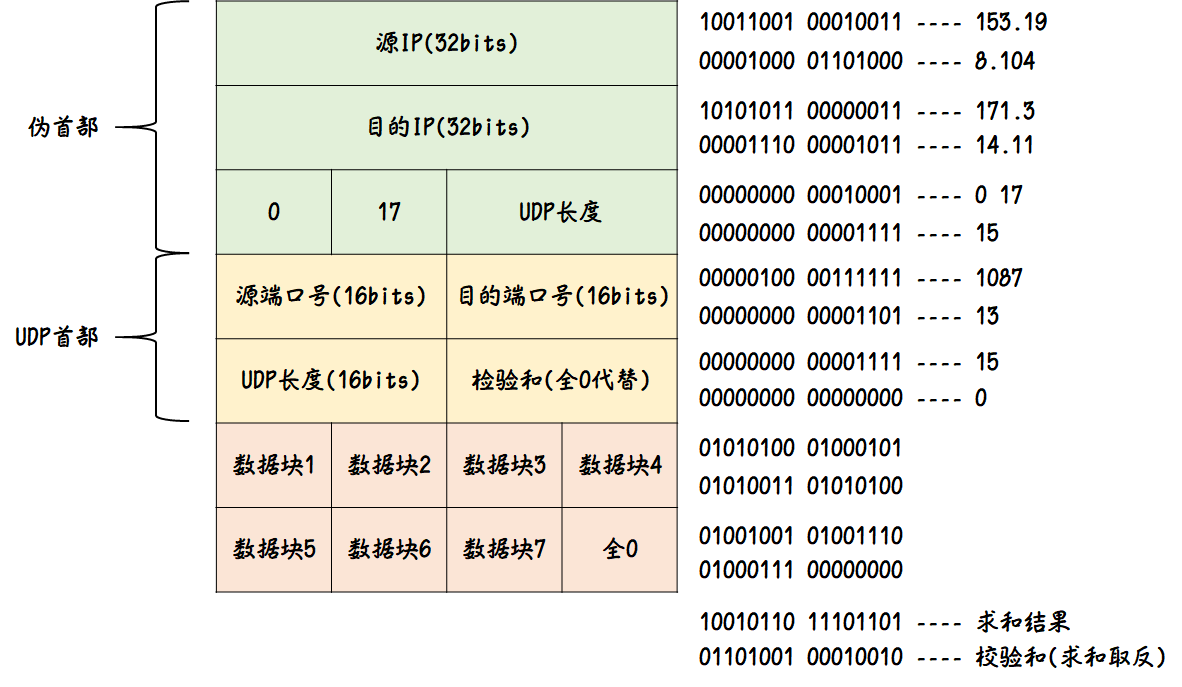 源IP(32bits)
10011001 00010011 ---- 153.19
00001000 01101000 ---- 8.104
伪首部
目的IP(32bits)
10101011 00000011 ---- 171.3
00001110 00001011 ---- 14.11
0 17 UDP长度
00000000 00010001 ---- 0 17
00000000 00001111 ---- 15
源端口号(16bits) 目的端口号(16bits)
00000100 00111111 ---- 1087
00000000 00001101 ---- 13
UDP首部
UDP长度(16bits) 检验和(全0代替)
00000000 00001111 ---- 15
00000000 00000000 ---- 0
数据块1 数据块2 数据块3 数据块4
01010100 01000101
01010011 01010100
数据块5 数据块6 数据块7 全0
01001001 01001110
01000111 00000000
10010110 11101101 ---- 求和结果
01101001 00010010 ---- 校验和(求和取反)